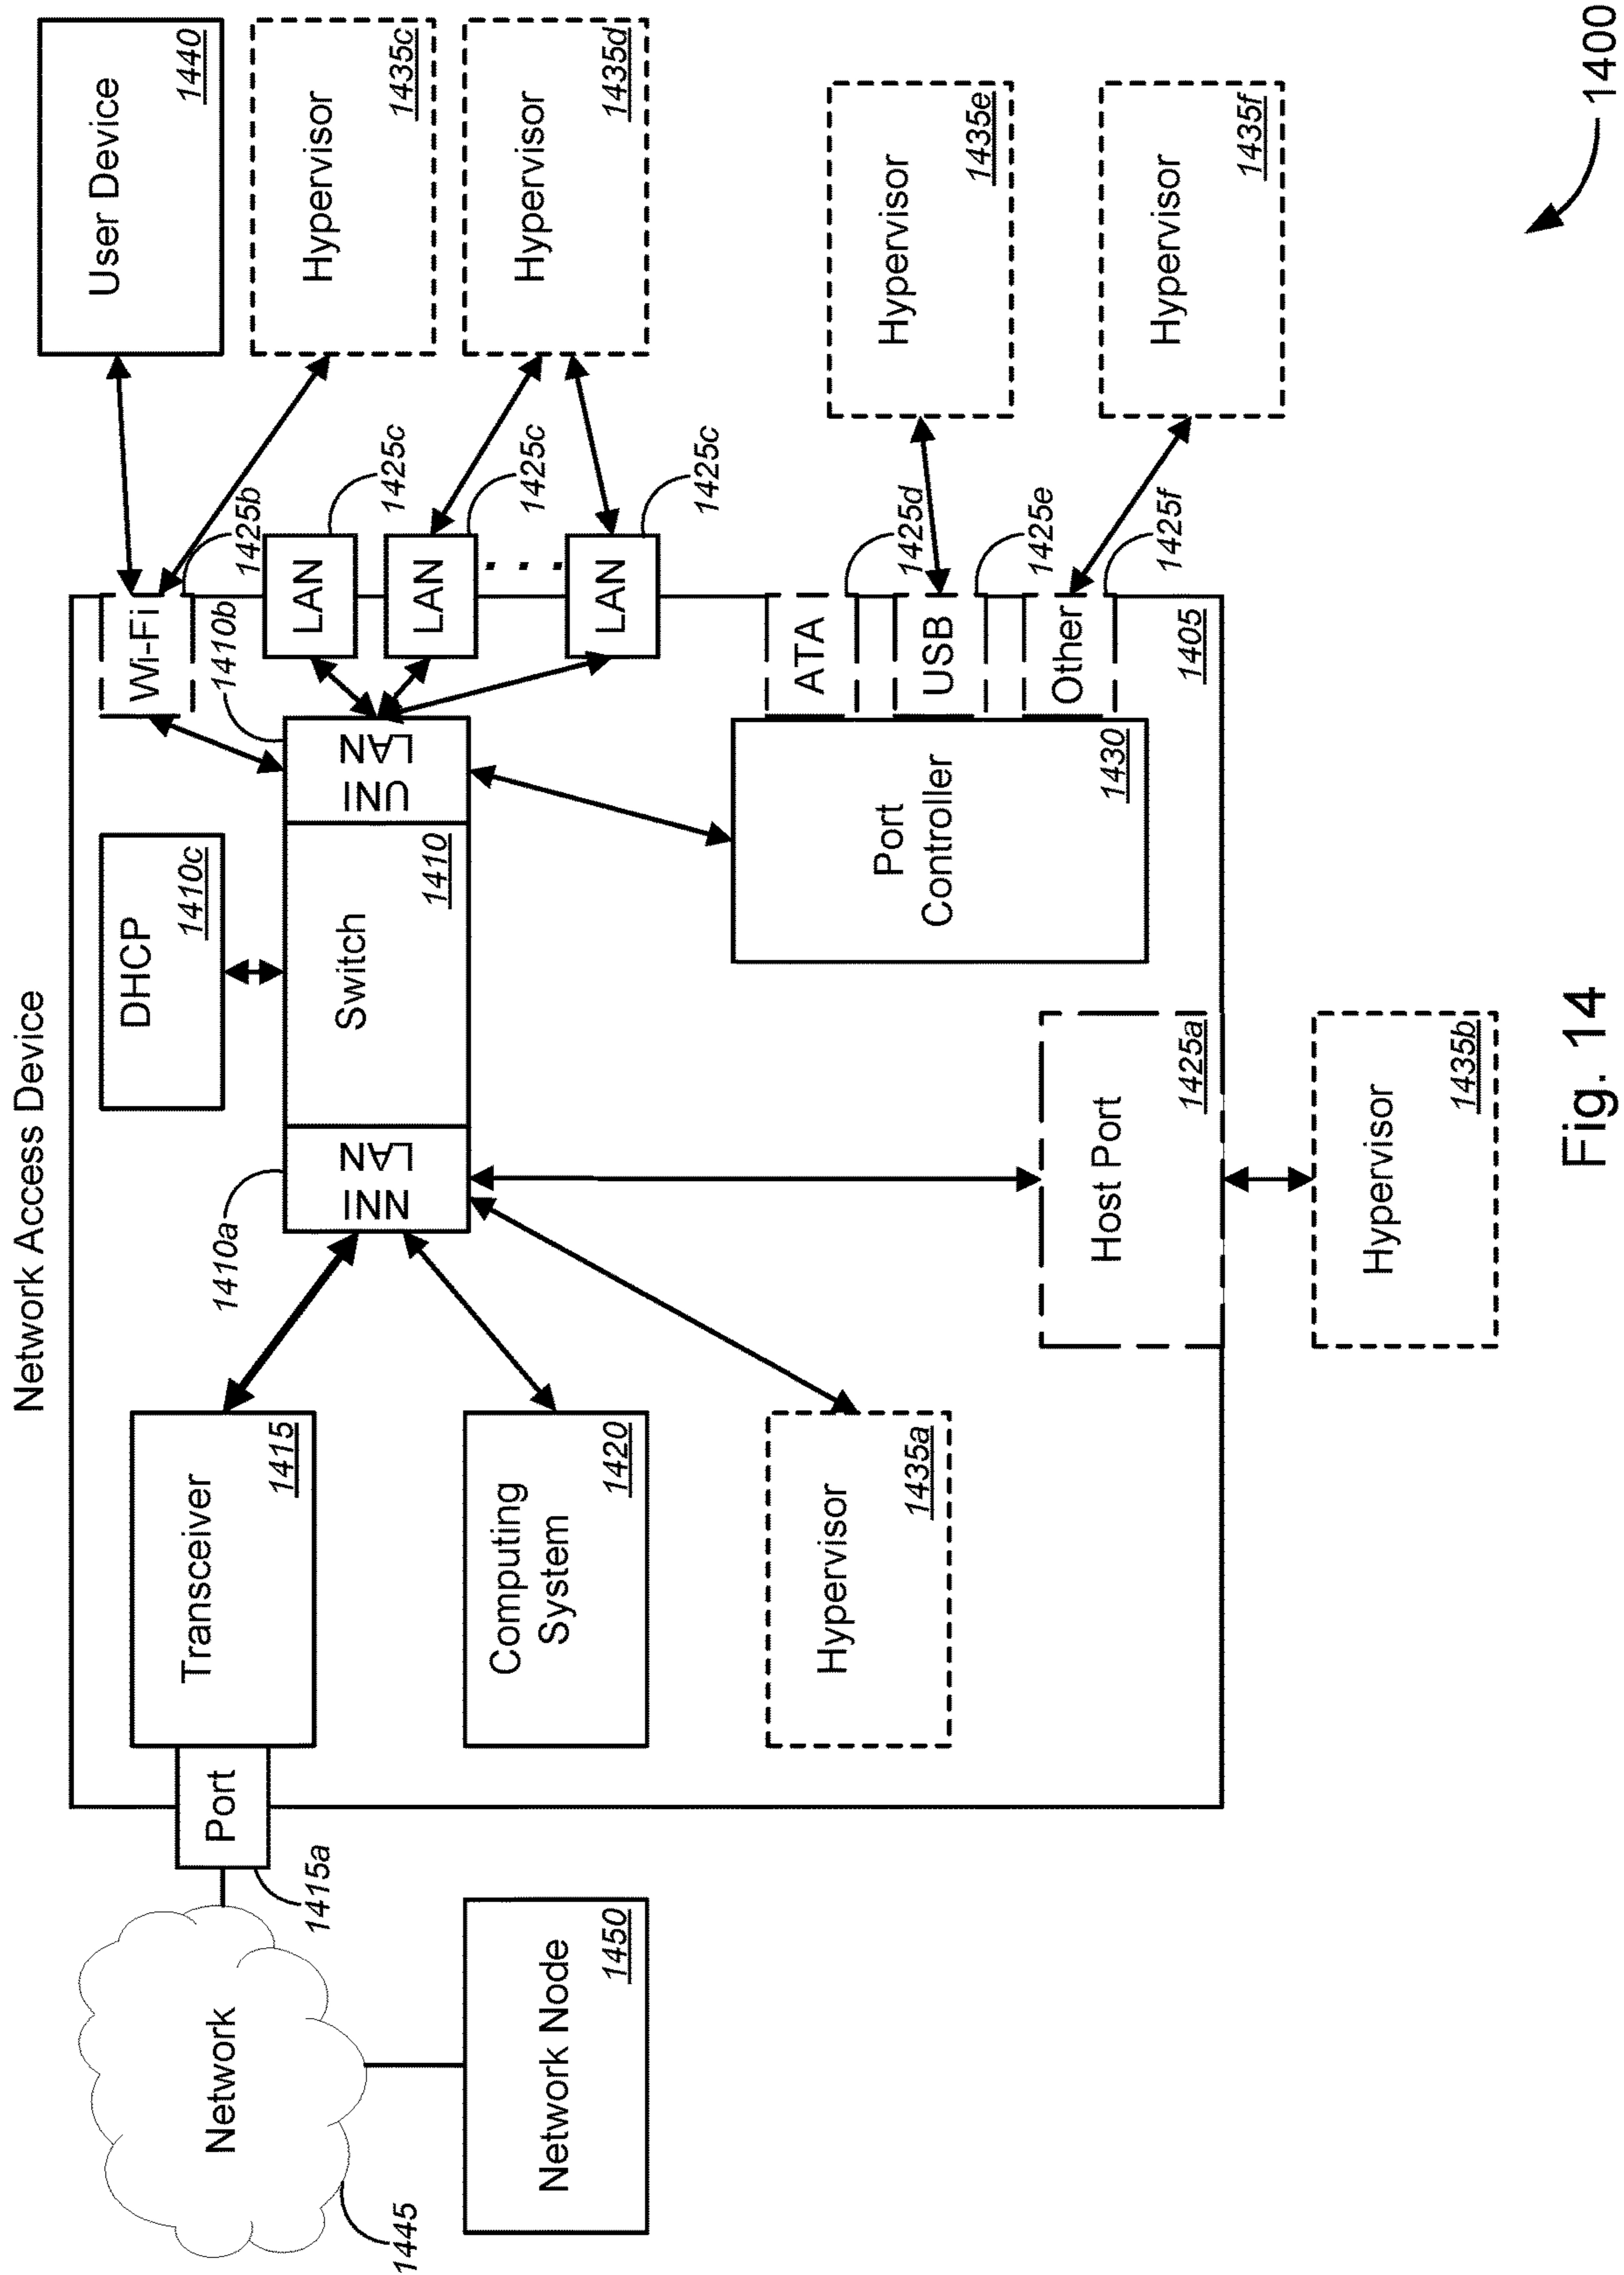 Network Access Device
Network
1445
Network Node
1450
Port
1415a
Transceiver
1415
Computing
System
1420
Hypervisor
1435a
1410a
NNI
LAN
Switch
1410
UNI
LAN
1410b
DHCP
1410c
Host Port
1425a
Hypervisor
1435b
Port
Controller
1430
Wi-Fi
1425b
LAN
1425c
LAN
1425c
. . .
LAN
1425c
ATA
1425d
USB
1425e
Other
1425f
1405
User Device
1440
Hypervisor
1435c
Hypervisor
1435d
Hypervisor
1435e
Hypervisor
1435f
1400
Fig. 14